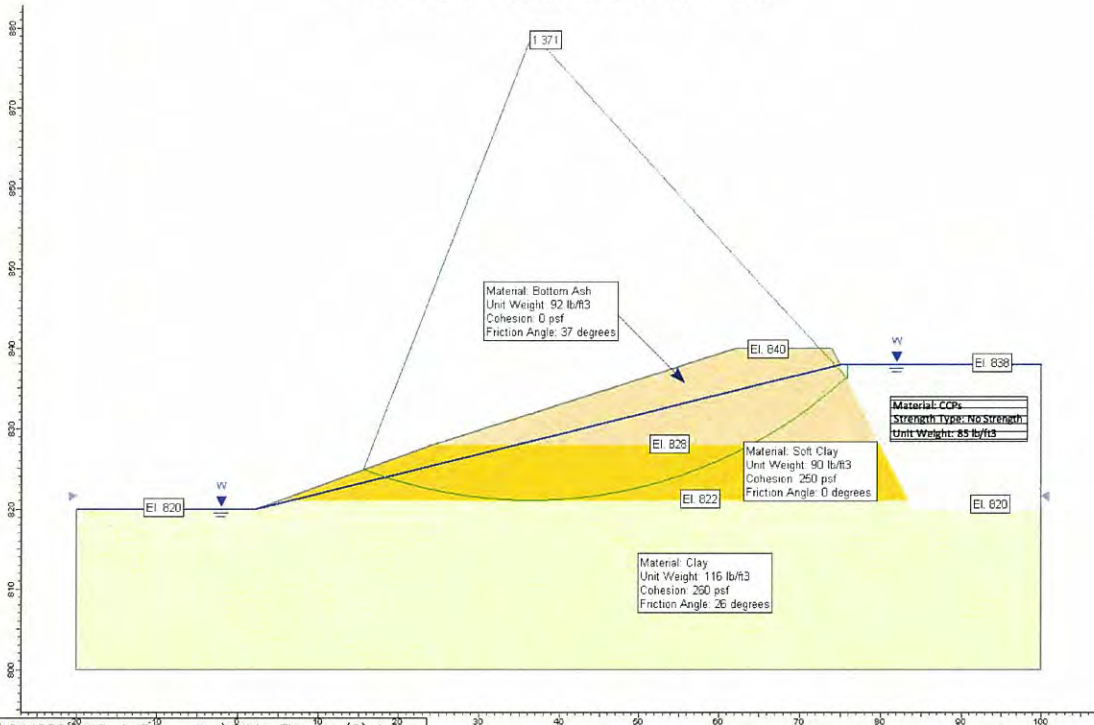 880
1.371
870
860
850
Material: Bottom Ash
Unit Weight: 92 lb/ft3
Cohesion: 0 psf
Friction Angle: 37 degrees
840
El. 840
W
El. 838
Material: CCPs
Strength Type: No Strength
Unit Weight: 85 lb/ft3
830
El. 828
Material: Soft Clay
Unit Weight: 90 lb/ft3
Cohesion: 250 psf
Friction Angle: 0 degrees
W
El. 822
El. 820
El. 820
820
Material: Clay
Unit Weight: 116 lb/ft3
Cohesion: 260 psf
Friction Angle: 26 degrees
810
800
-20 -10 0 10 20 30 40 50 60 70 80 90 100